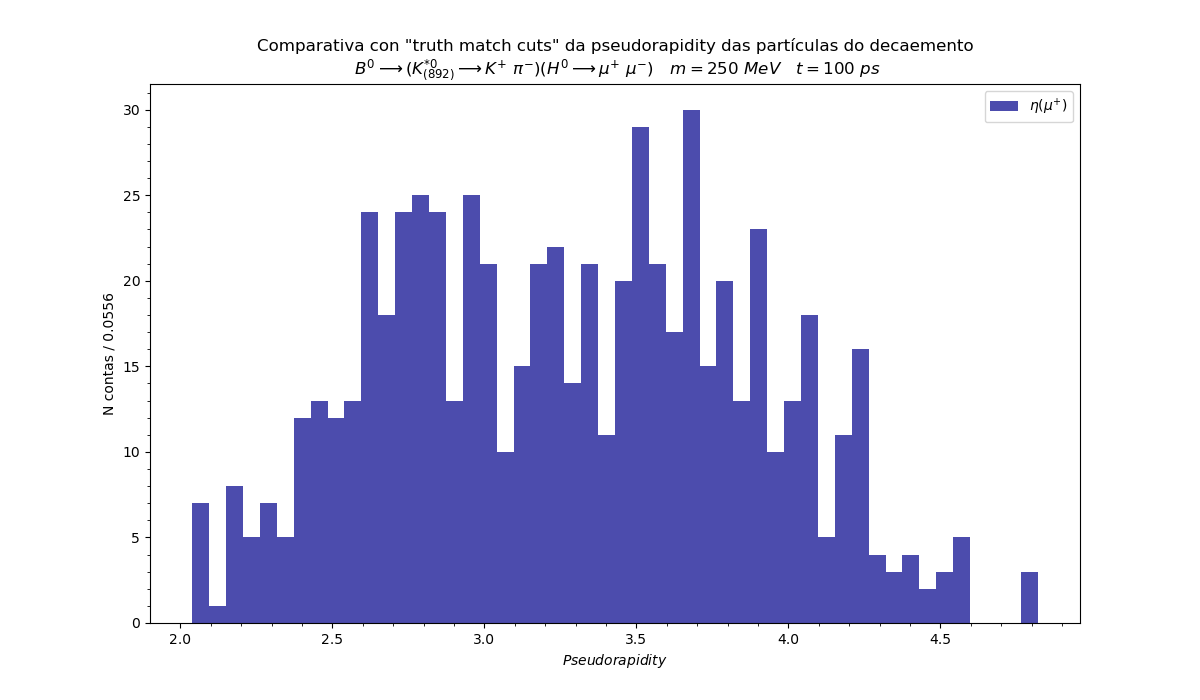 Comparativa con "truth match cuts" da pseudorapidity das partículas do decaemento
B⁰ ⟶ (K*⁰₍₈₉₂₎ ⟶ K⁺ π⁻)(H⁰ ⟶ μ⁺ μ⁻)   m = 250 MeV   t = 100 ps
η(μ⁺)
30
25
20
15
10
5
0
N contas / 0.0556
2.0 2.5 3.0 3.5 4.0 4.5
Pseudorapidity